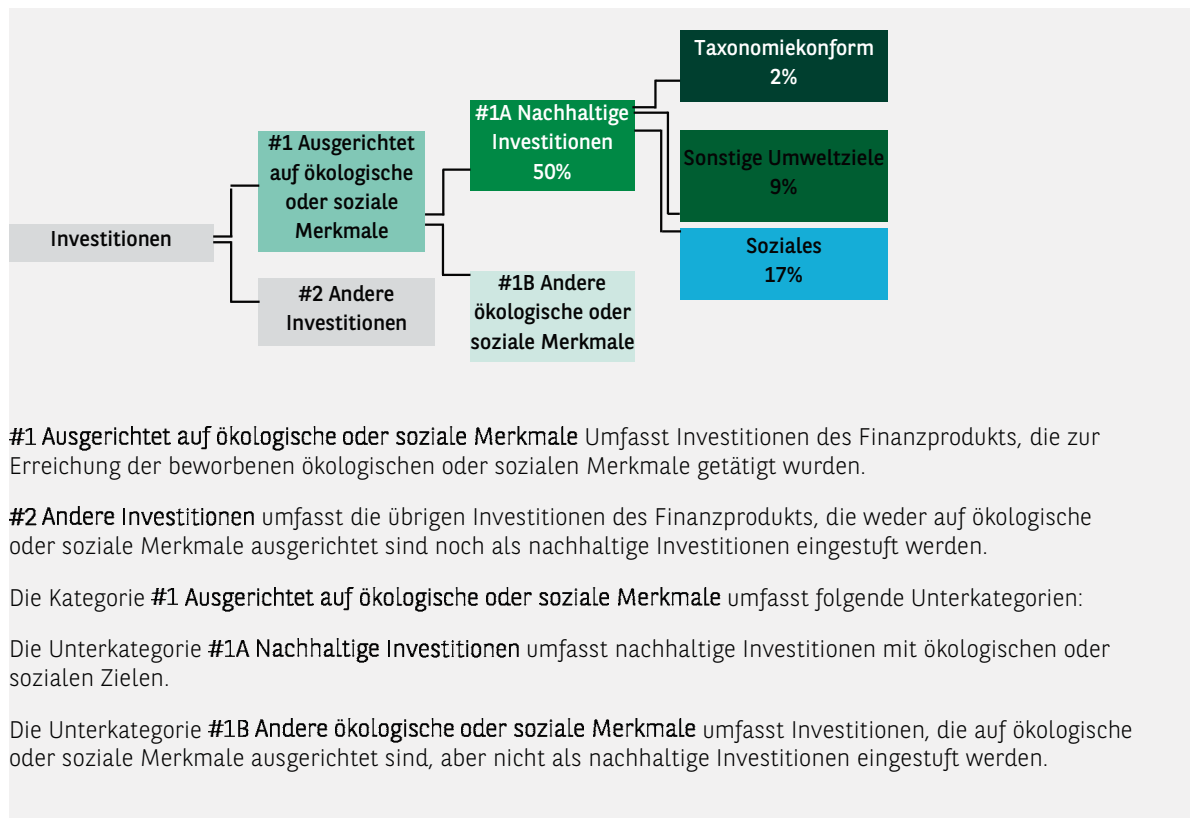 Taxonomiekonform
2%
#1A Nachhaltige
Investitionen
50%
#1 Ausgerichtet
auf ökologische
oder soziale
Merkmale
Sonstige Umweltziele
9%
Investitionen
Soziales
17%
#2 Andere
Investitionen
#1B Andere
ökologische oder
soziale Merkmale
#1 Ausgerichtet auf ökologische oder soziale Merkmale Umfasst Investitionen des Finanzprodukts, die zur
Erreichung der beworbenen ökologischen oder sozialen Merkmale getätigt wurden.
#2 Andere Investitionen umfasst die übrigen Investitionen des Finanzprodukts, die weder auf ökologische
oder soziale Merkmale ausgerichtet sind noch als nachhaltige Investitionen eingestuft werden.
Die Kategorie #1 Ausgerichtet auf ökologische oder soziale Merkmale umfasst folgende Unterkategorien:
Die Unterkategorie #1A Nachhaltige Investitionen umfasst nachhaltige Investitionen mit ökologischen oder
sozialen Zielen.
Die Unterkategorie #1B Andere ökologische oder soziale Merkmale umfasst Investitionen, die auf ökologische
oder soziale Merkmale ausgerichtet sind, aber nicht als nachhaltige Investitionen eingestuft werden.